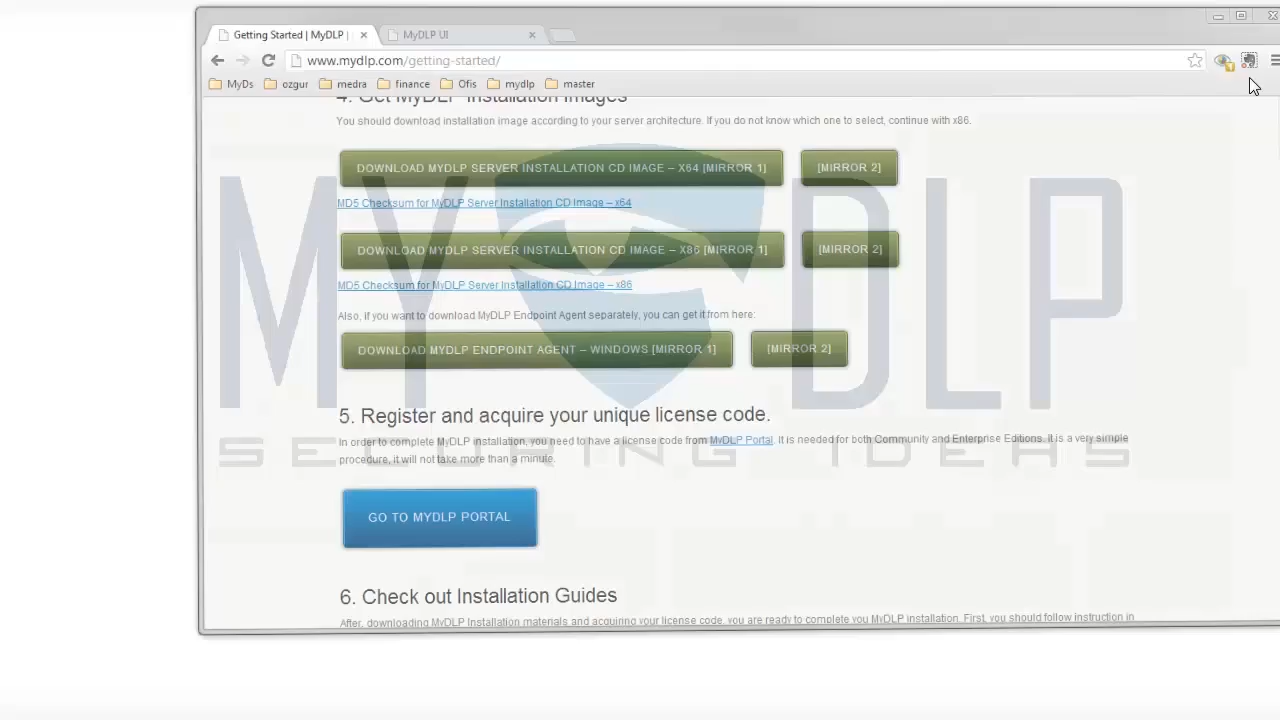 Getting Started | MyDLP |
MyDLP UI
www.mydlp.com/getting-started/
MyDs ozgur medra finance Ofis mydlp master
4. Get MyDLP Installation Images
You should download installation image according to your server architecture. If you do not know which one to select, continue with x86.
DOWNLOAD MYDLP SERVER INSTALLATION CD IMAGE – X64 [MIRROR 1] [MIRROR 2]
MD5 Checksum for MyDLP Server Installation CD Image – x64
DOWNLOAD MYDLP SERVER INSTALLATION CD IMAGE – X86 [MIRROR 1] [MIRROR 2]
MD5 Checksum for MyDLP Server Installation CD Image – x86
Also, if you want to download MyDLP Endpoint Agent separately, you can get it from here:
DOWNLOAD MYDLP ENDPOINT AGENT – WINDOWS [MIRROR 1] [MIRROR 2]
MY DLP
SECURING IDEAS
5. Register and acquire your unique license code.
In order to complete MyDLP installation, you need to have a license code from MyDLP Portal. It is needed for both Community and Enterprise Editions. It is a very simple
procedure, it will not take more than a minute.
GO TO MYDLP PORTAL
6. Check out Installation Guides
After, downloading MyDLP Installation materials and acquiring your license code, you are ready to complete you MyDLP installation. First, you should follow instruction in